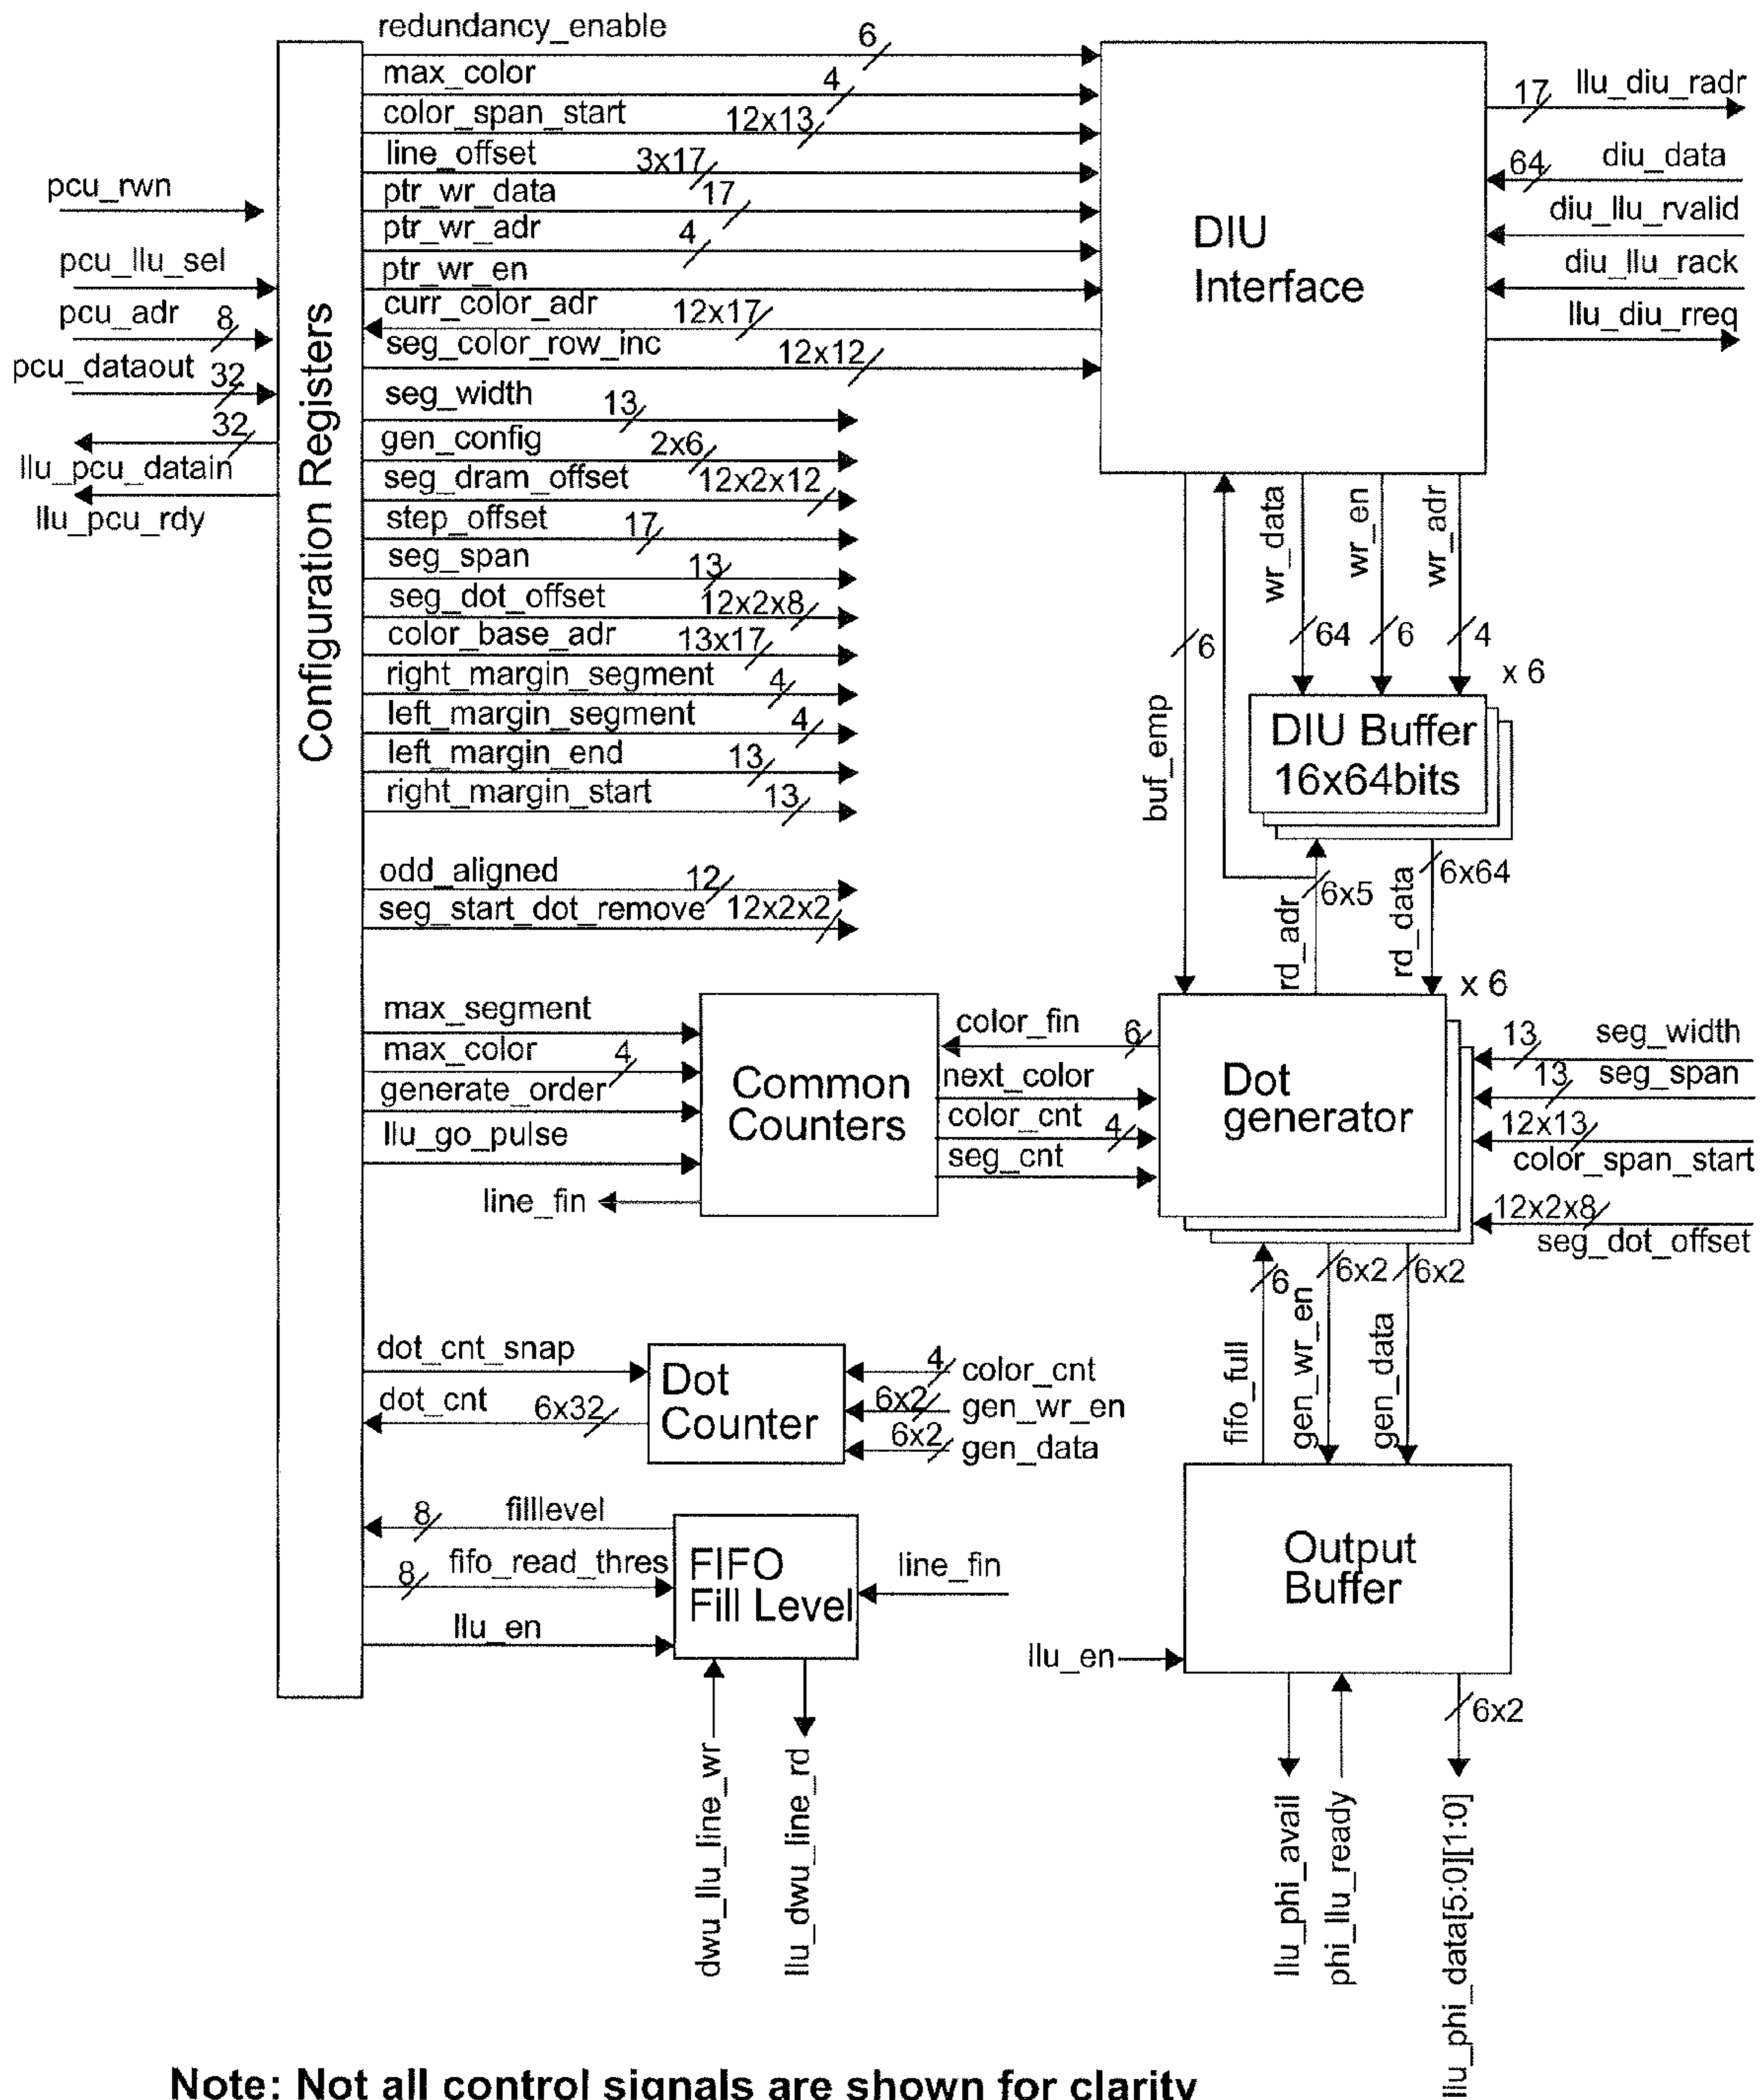 redundancy_enable 6
max_color 4
color_span_start 12x13
line_offset 3x17
ptr_wr_data 17
ptr_wr_adr 4
ptr_wr_en
curr_color_adr 12x17
seg_color_row_inc 12x12
seg_width 13
gen_config 2x6
seg_dram_offset 12x2x12
step_offset 17
seg_span 13
seg_dot_offset 12x2x8
color_base_adr 13x17
right_margin_segment 4
left_margin_segment 4
left_margin_end 13
right_margin_start 13
odd_aligned 12
seg_start_dot_remove 12x2x2
pcu_rwn
pcu_llu_sel
pcu_adr 8
pcu_dataout 32
32
llu_pcu_datain
llu_pcu_rdy
Configuration Registers
DIU
Interface
17 llu_diu_radr
64 diu_data
diu_llu_rvalid
diu_llu_rack
llu_diu_rreq
buf_emp 6
wr_data 64
wr_en 6
wr_adr 4
x 6
DIU Buffer
16x64bits
rd_adr 6x5
rd_data 6x64
x 6
max_segment
max_color 4
generate_order
llu_go_pulse
line_fin
Common
Counters
color_fin 6
next_color
color_cnt 4
seg_cnt
Dot
generator
13 seg_width
13 seg_span
12x13
color_span_start
12x2x8
seg_dot_offset
fifo_full 6
gen_wr_en 6x2
gen_data 6x2
dot_cnt_snap
dot_cnt 6x32
Dot
Counter
4 color_cnt
6x2 gen_wr_en
6x2 gen_data
8 filllevel
8 fifo_read_thres
llu_en
FIFO
Fill Level
line_fin
dwu_llu_line_wr
llu_dwu_line_rd
Output
Buffer
llu_en
llu_phi_avail
phi_llu_ready
6x2
llu_phi_data[5:0][1:0]
Note: Not all control signals are shown for clarity